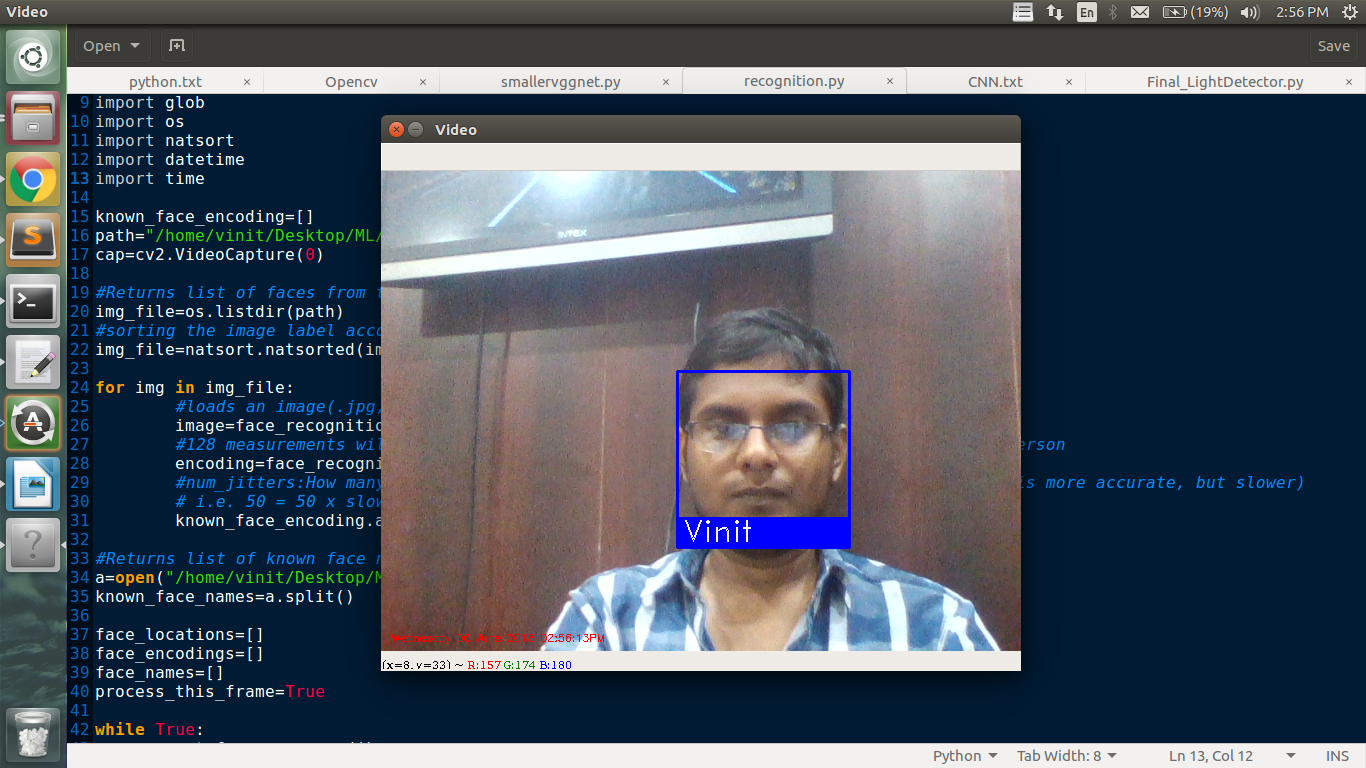 Video
En
(19%)
2:56 PM
Open
Save
python.txt × Opencv × smallervggnet.py × recognition.py × CNN.txt × Final_LightDetector.py ×
9 import glob
10 import os
11 import natsort
12 import datetime
13 import time
14
15 known_face_encoding=[]
16 path="/home/vinit/Desktop/ML/
17 cap=cv2.VideoCapture(0)
18
19 #Returns list of faces from
20 img_file=os.listdir(path)
21 #sorting the image label
22 img_file=natsort.natsorted(
23
24 for img in img_file:
25 #loads an image(.jpg,
26 image=face_recognitio
27 #128 measurements wil erson
28 encoding=face_recogni
29 #num_jitters:How many is more accurate, but slower)
30 # i.e. 50 = 50 x slow
31 known_face_encoding.a
32
33 #Returns list of known face
34 a=open("/home/vinit/Desktop/M
35 known_face_names=a.split()
36
37 face_locations=[]
38 face_encodings=[]
39 face_names=[]
40 process_this_frame=True
41
42 while True:
Video
INTEX
Vinit
02:56:13PM
(x=8, y=33) ~ R:157 G:174 B:180
Python
Tab Width: 8
Ln 13, Col 12
INS